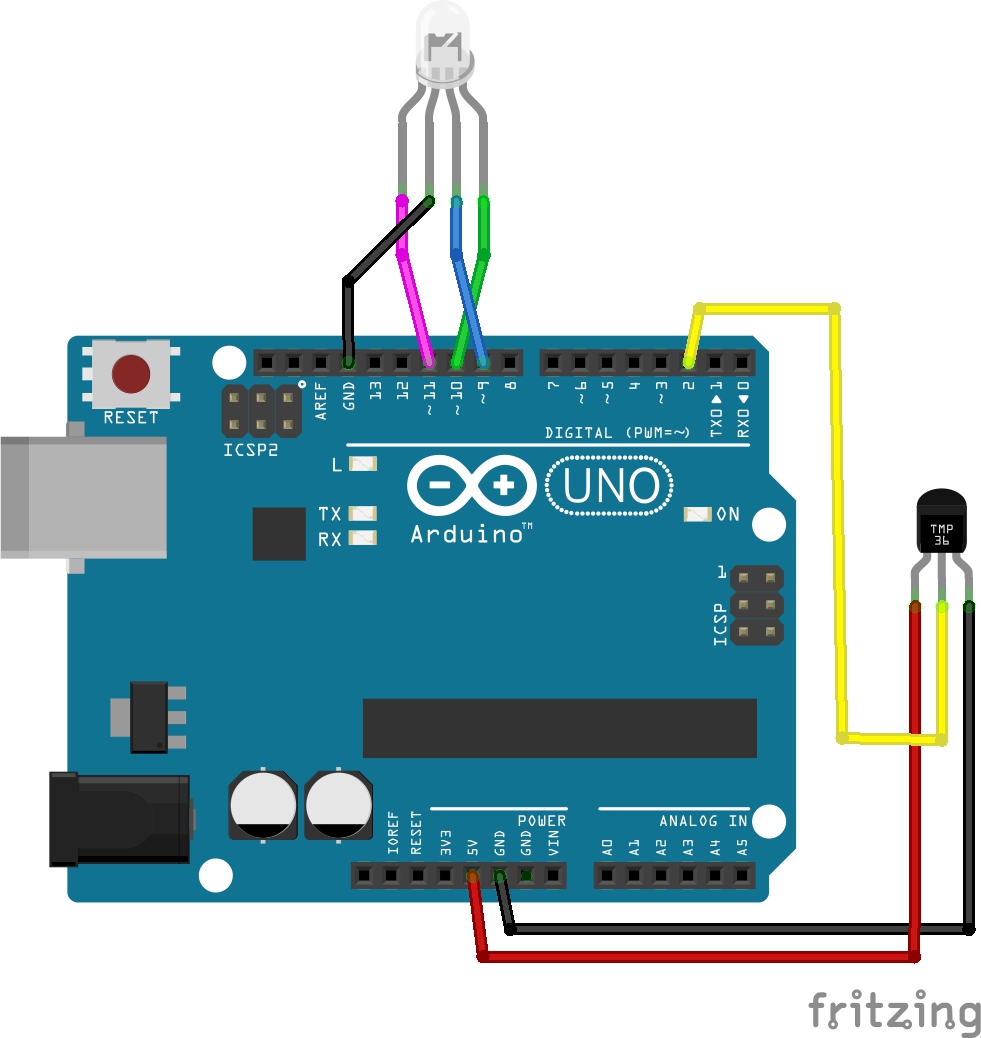 RESET
ICSP2
AREF
GND
13
12
~11
~10
~9
8
7
~6
~5
4
~3
2
TX0▶1
RX0◀0
DIGITAL (PWM=~)
L
TX
RX
UNO
Arduino™
ON
1
ICSP
TMP
36
POWER
ANALOG IN
IOREF
RESET
3V3
5V
GND
GND
VIN
A0
A1
A2
A3
A4
A5
fritzing